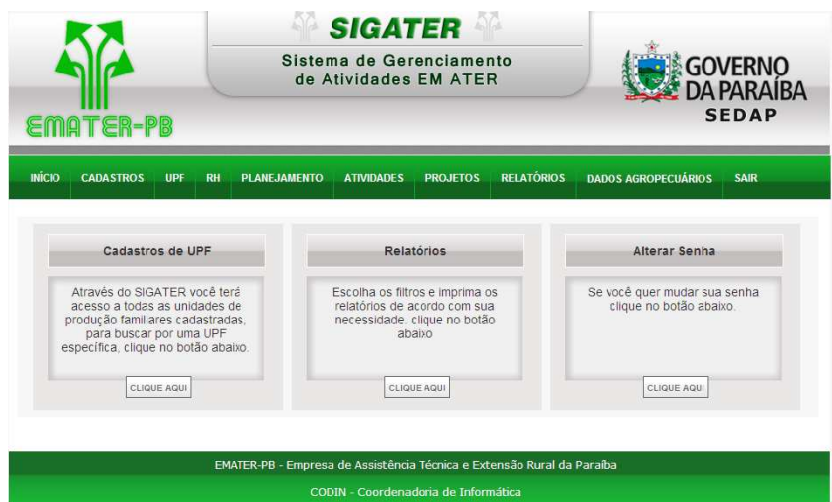 SIGATER
Sistema de Gerenciamento
de Atividades EM ATER
EMATER-PB
GOVERNO
DA PARAÍBA
SEDAP
INÍCIO CADASTROS UPF RH PLANEJAMENTO ATIVIDADES PROJETOS RELATÓRIOS DADOS AGROPECUÁRIOS SAIR
Cadastros de UPF
Através do SIGATER você terá
acesso a todas as unidades de
produção familiares cadastradas,
para buscar por uma UPF
específica, clique no botão abaixo.
CLIQUE AQUI
Relatórios
Escolha os filtros e imprima os
relatórios de acordo com sua
necessidade. clique no botão
abaixo
CLIQUE AQUI
Alterar Senha
Se você quer mudar sua senha
clique no botão abaixo.
CLIQUE AQUI
EMATER-PB - Empresa de Assistência Técnica e Extensão Rural da Paraíba
CODIN - Coordenadoria de Informática